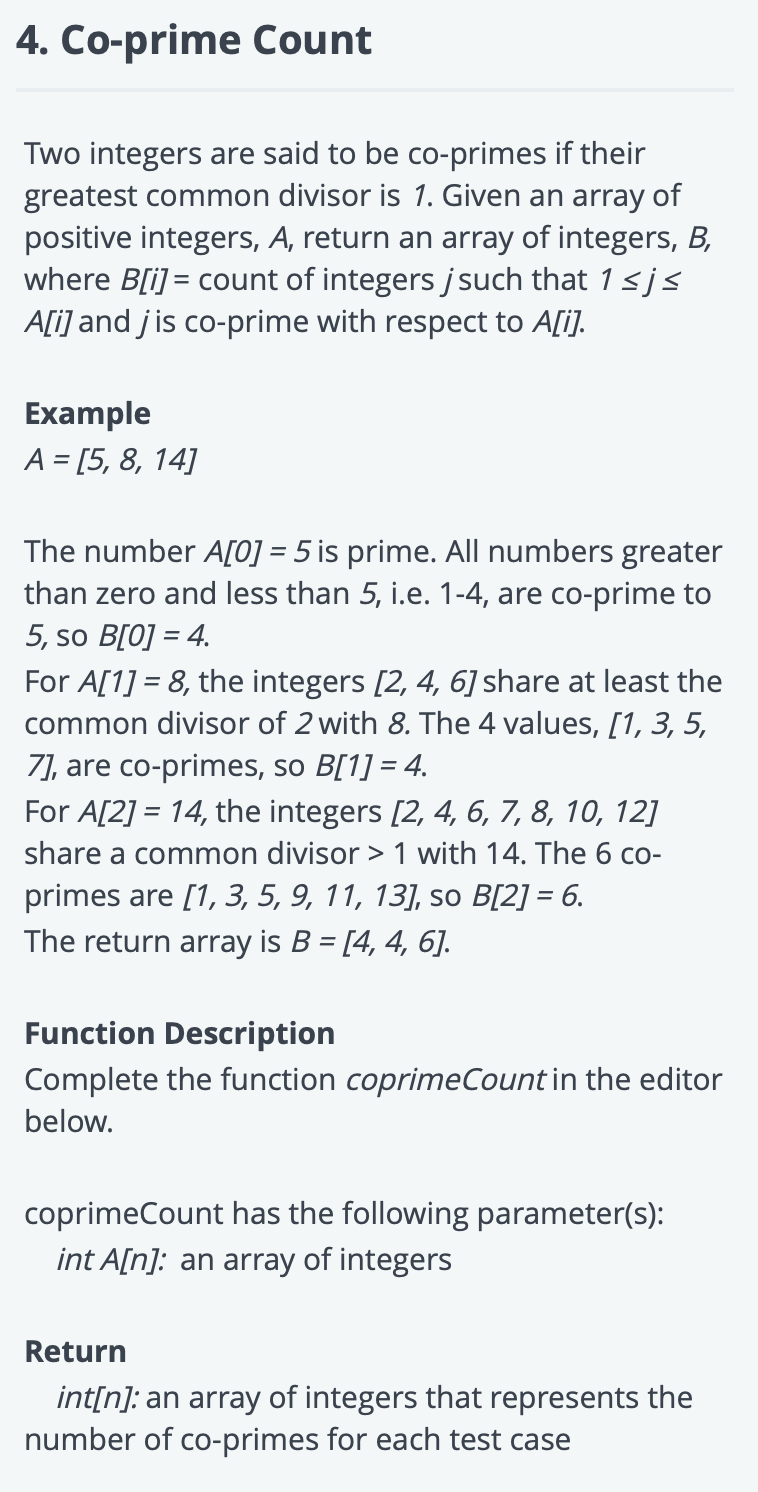 4. Co-prime Count
Two integers are said to be co-primes if their
greatest common divisor is 1. Given an array of
positive integers, A, return an array of integers, B,
where B[i] = count of integers j such that 1 ≤ j ≤
A[i] and j is co-prime with respect to A[i].
Example
A = [5, 8, 14]
The number A[0] = 5 is prime. All numbers greater
than zero and less than 5, i.e. 1-4, are co-prime to
5, so B[0] = 4.
For A[1] = 8, the integers [2, 4, 6] share at least the
common divisor of 2 with 8. The 4 values, [1, 3, 5,
7], are co-primes, so B[1] = 4.
For A[2] = 14, the integers [2, 4, 6, 7, 8, 10, 12]
share a common divisor > 1 with 14. The 6 co-
primes are [1, 3, 5, 9, 11, 13], so B[2] = 6.
The return array is B = [4, 4, 6].
Function Description
Complete the function coprimeCount in the editor
below.
coprimeCount has the following parameter(s):
int A[n]: an array of integers
Return
int[n]: an array of integers that represents the
number of co-primes for each test case